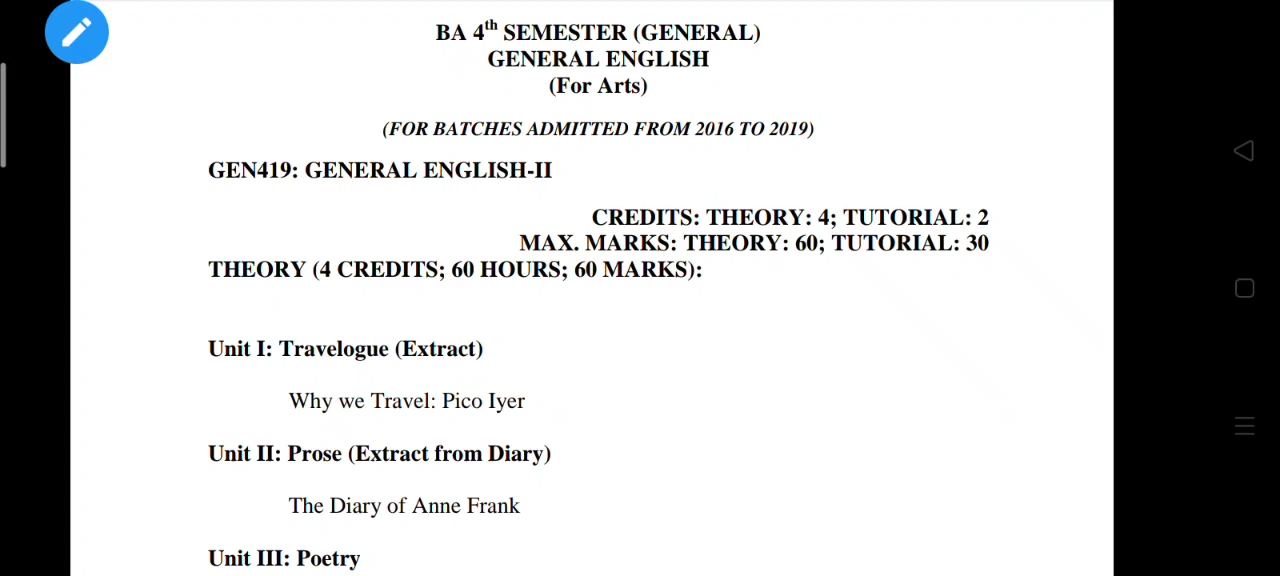 BA 4th SEMESTER (GENERAL)
GENERAL ENGLISH
(For Arts)
(FOR BATCHES ADMITTED FROM 2016 TO 2019)
GEN419: GENERAL ENGLISH-II
CREDITS: THEORY: 4; TUTORIAL: 2
MAX. MARKS: THEORY: 60; TUTORIAL: 30
THEORY (4 CREDITS; 60 HOURS; 60 MARKS):
Unit I: Travelogue (Extract)
Why we Travel: Pico Iyer
Unit II: Prose (Extract from Diary)
The Diary of Anne Frank
Unit III: Poetry